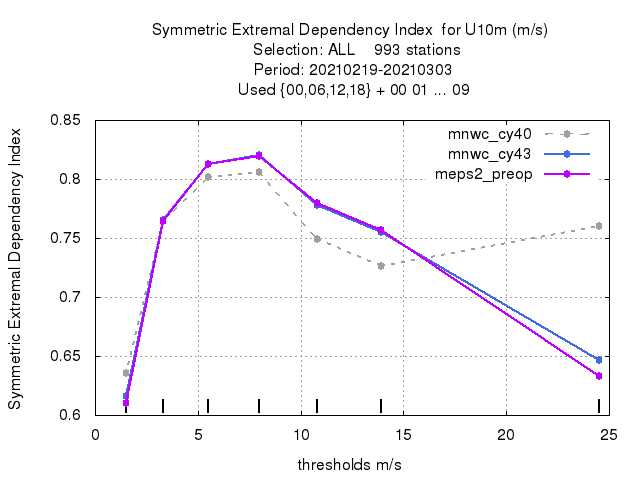 Symmetric Extremal Dependency Index  for U10m (m/s)
Selection: ALL    993 stations
Period: 20210219-20210303
Used {00,06,12,18} + 00 01 ... 09
Symmetric Extremal Dependency Index
0.85
0.8
0.75
0.7
0.65
0.6
mnwc_cy40
mnwc_cy43
meps2_preop
0 5 10 15 20 25
thresholds m/s